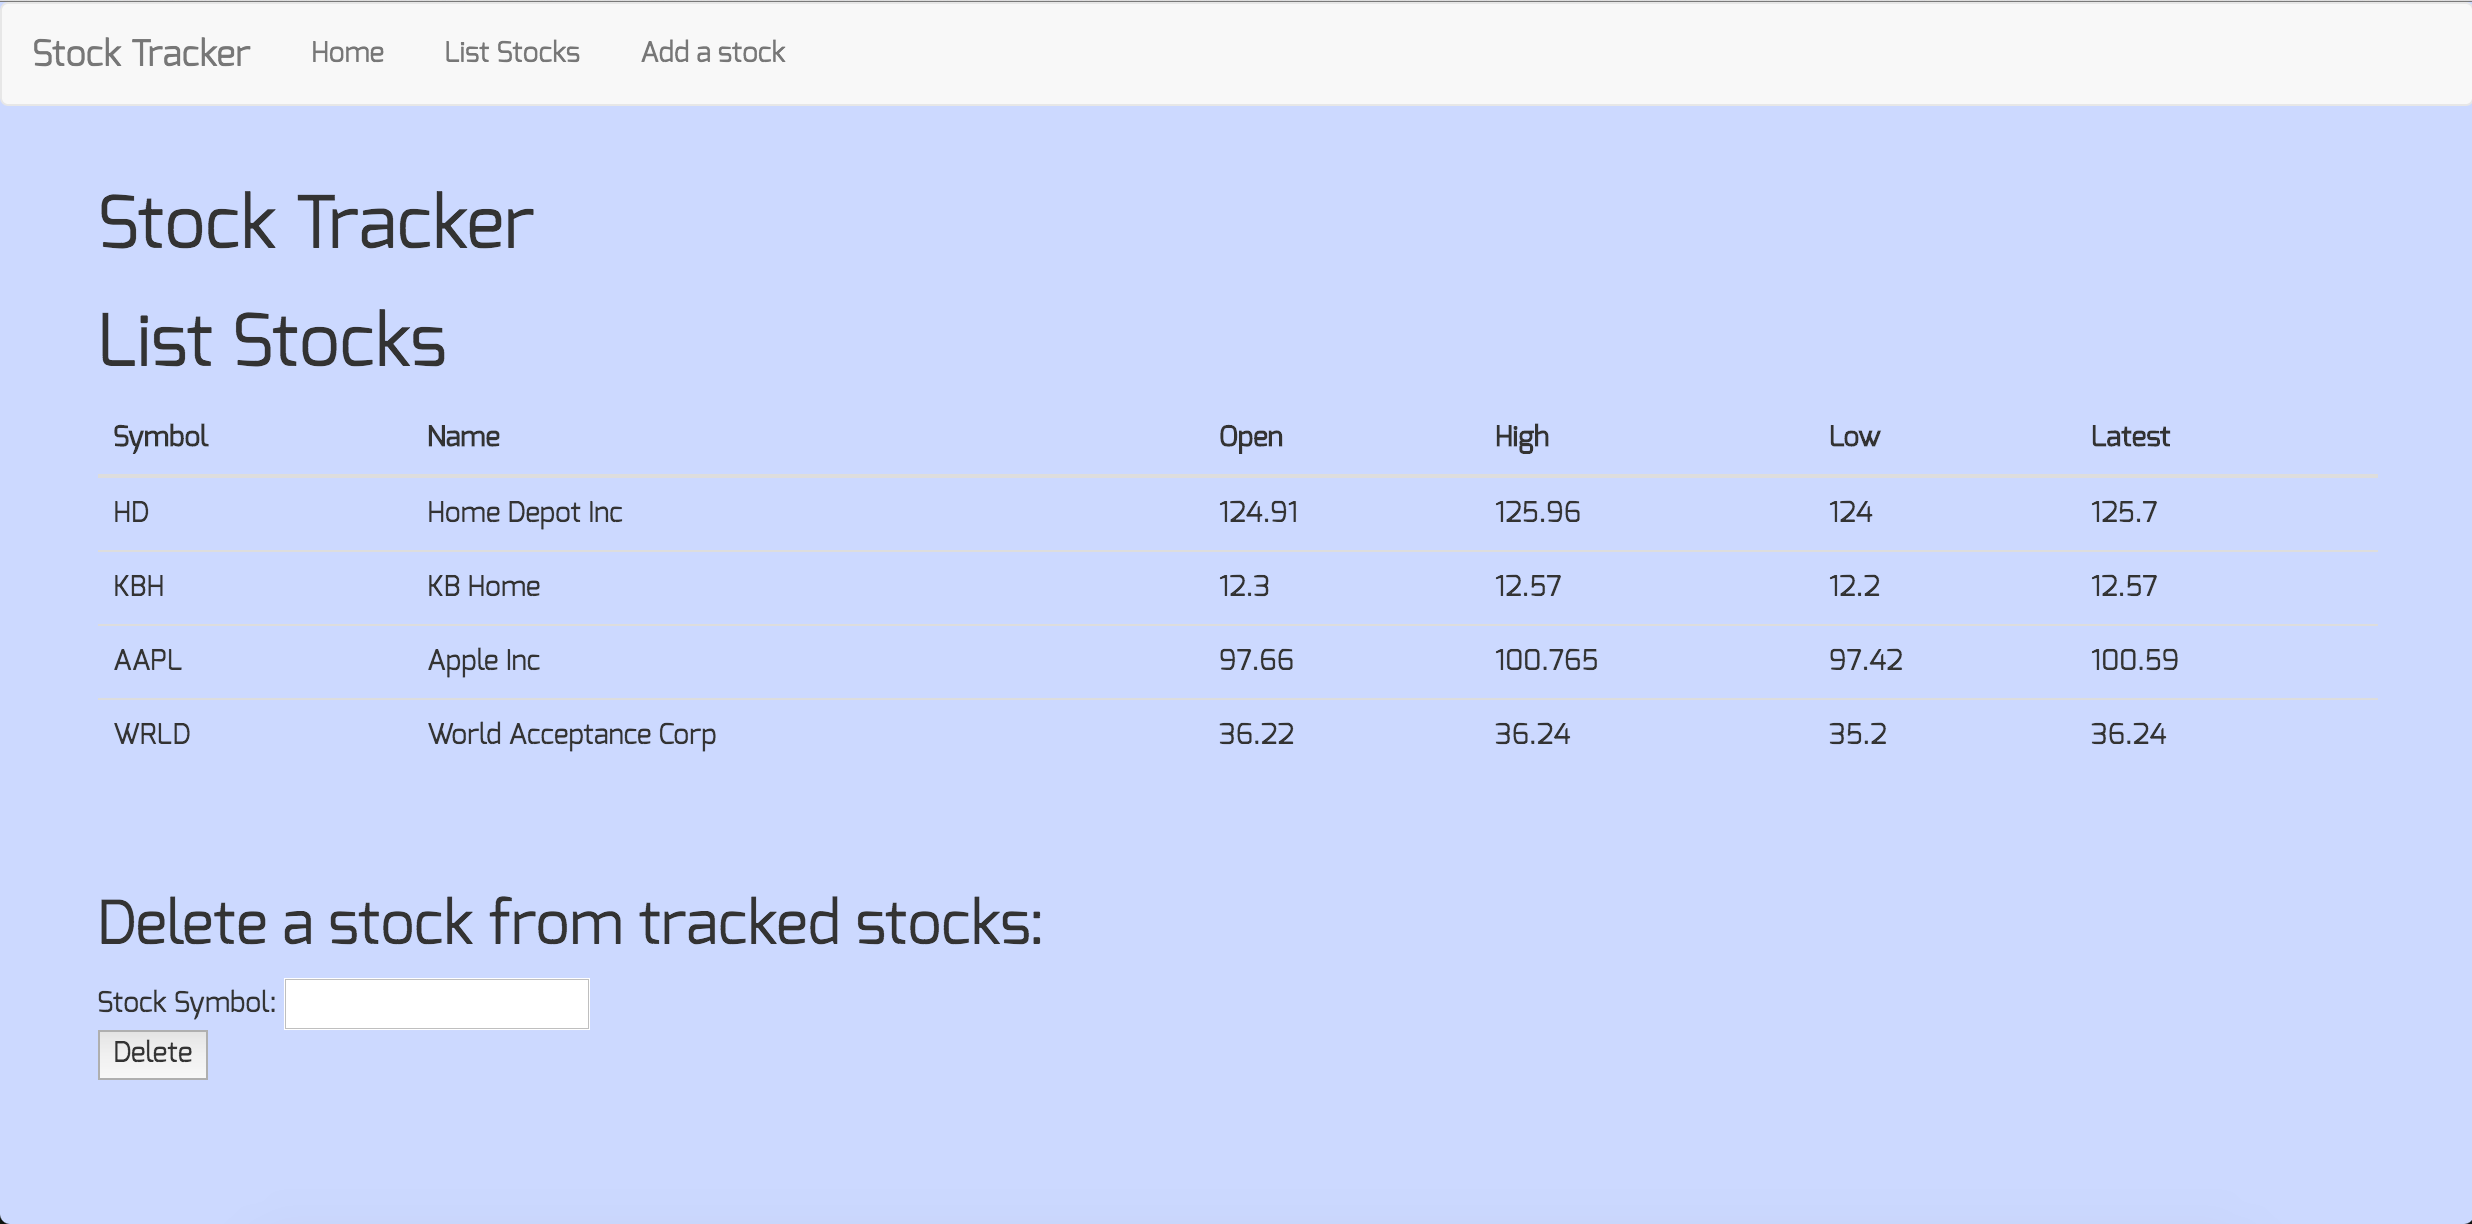 Stock Tracker Home List Stocks Add a stock
Stock Tracker
List Stocks
Symbol Name Open High Low Latest
HD Home Depot Inc 124.91 125.96 124 125.7
KBH KB Home 12.3 12.57 12.2 12.57
AAPL Apple Inc 97.66 100.765 97.42 100.59
WRLD World Acceptance Corp 36.22 36.24 35.2 36.24
Delete a stock from tracked stocks:
Stock Symbol:
Delete